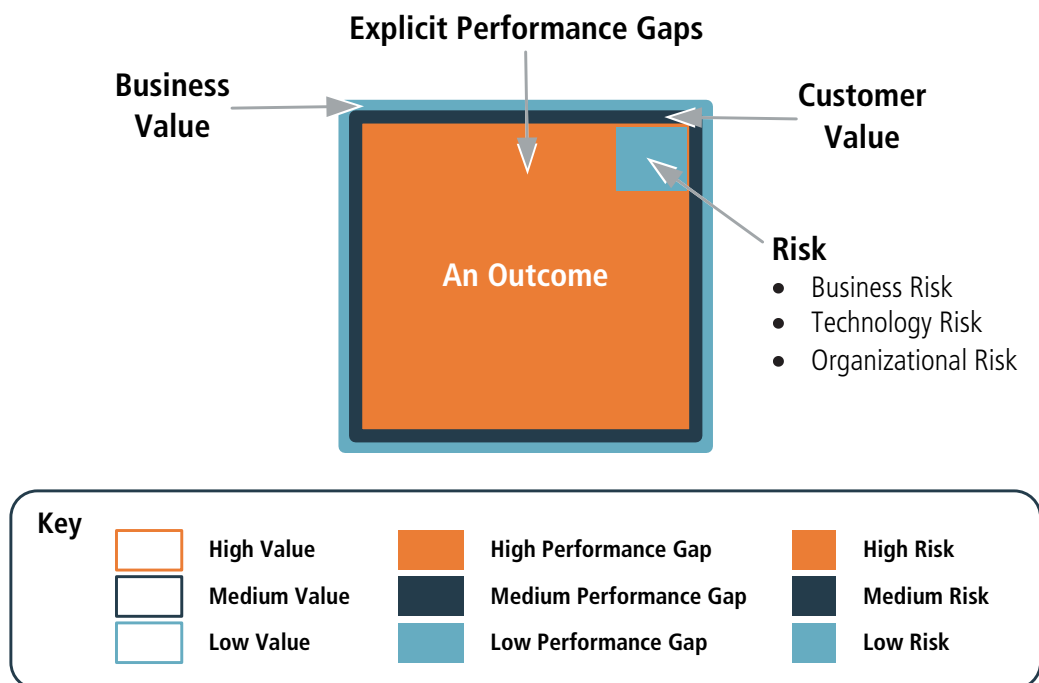 Explicit Performance Gaps
Business
Value
Customer
Value
An Outcome
Risk
• Business Risk
• Technology Risk
• Organizational Risk
Key
High Value
High Performance Gap
High Risk
Medium Value
Medium Performance Gap
Medium Risk
Low Value
Low Performance Gap
Low Risk